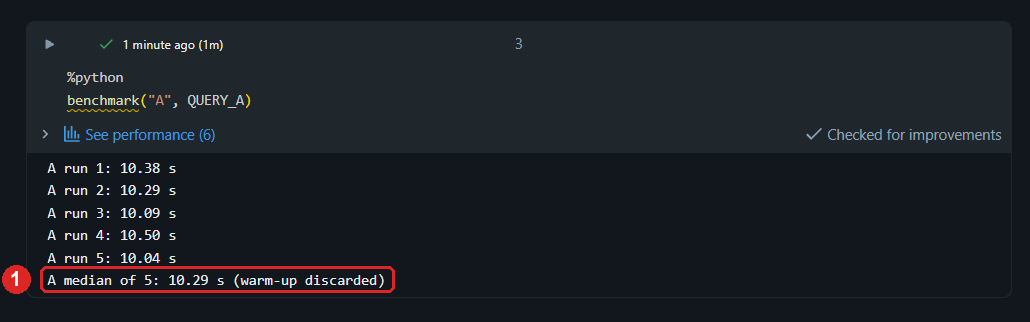 1 minute ago (1m)
3
%python
benchmark("A", QUERY_A)
See performance (6)
Checked for improvements
A run 1: 10.38 s
A run 2: 10.29 s
A run 3: 10.09 s
A run 4: 10.50 s
A run 5: 10.04 s
1
A median of 5: 10.29 s (warm-up discarded)